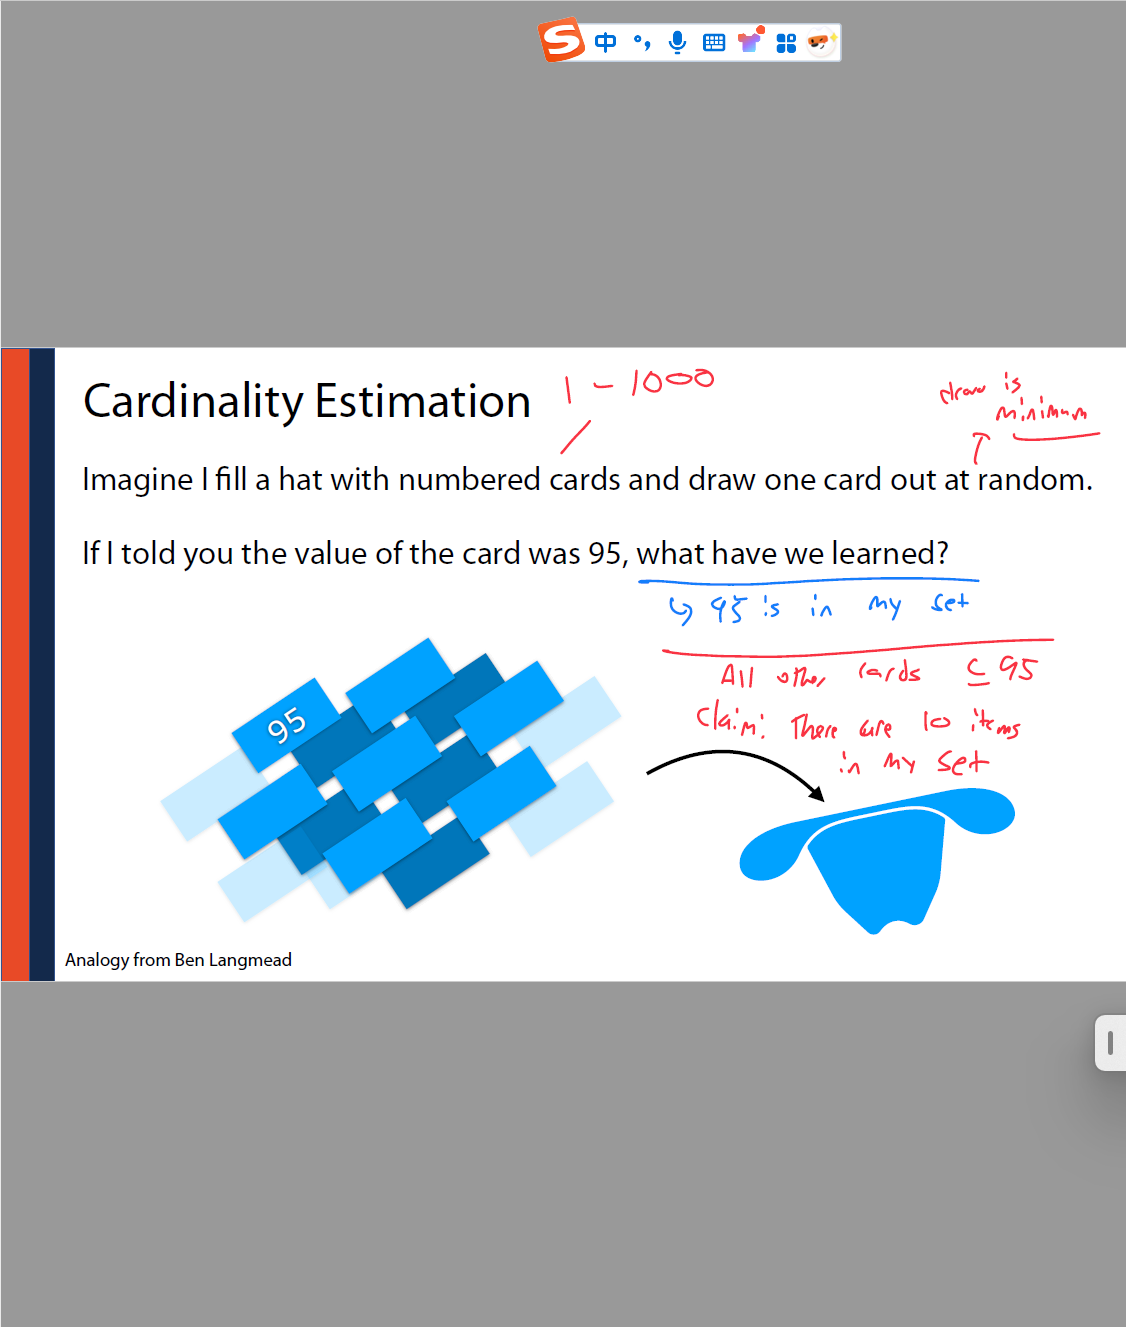 中
Cardinality Estimation
1 - 1000
draw is
minimum
Imagine I fill a hat with numbered cards and draw one card out at random.
If I told you the value of the card was 95, what have we learned?
↳ 95 is in my set
All other cards ⊆ 95
Claim: There are 10 items
in my set
95
Analogy from Ben Langmead